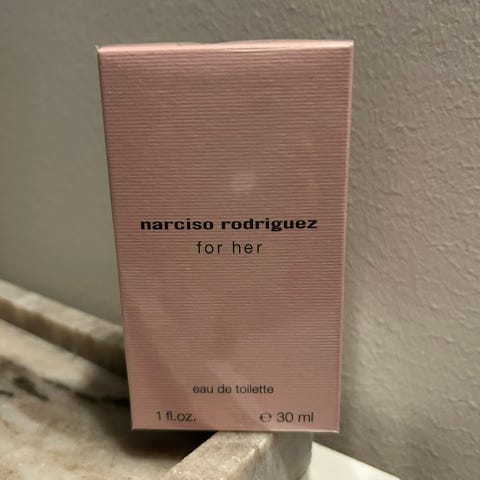 narciso rodriguez
for her
eau de toilette
1 fl.oz. ℮ 30 ml